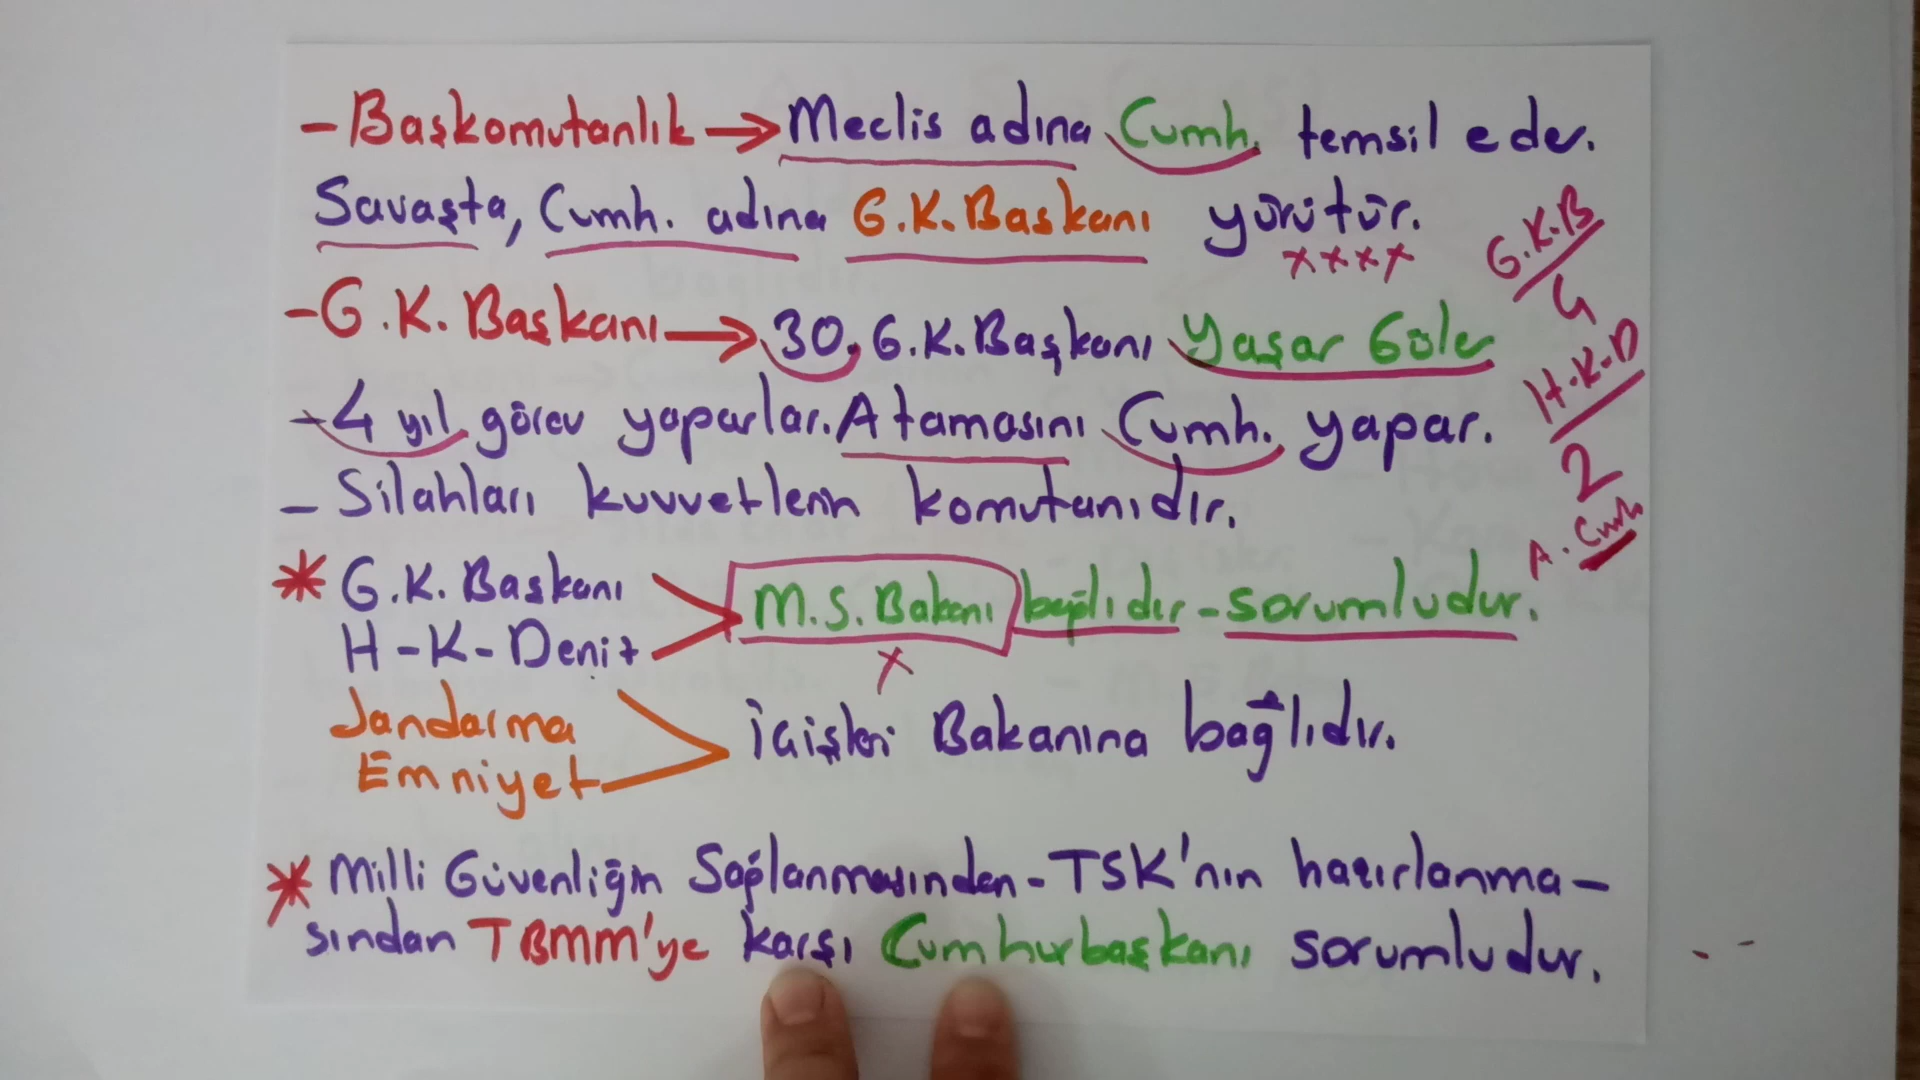 - Başkomutanlık → Meclis adına Cumh. temsil eder.
Savaşta, Cumh. adına G.K.Başkanı yürütür.
xxxx
- G.K.Başkanı → 30. G.K.Başkanı Yaşar Güler
- 4 yıl görev yaparlar. Atamasını Cumh. yapar.
- Silahları kuvvetlerin komutanıdır.
G.K.B
4
H-K-D
2
A. Cumh
* G.K.Başkanı
H-K-Deniz
M.S.Bakanı bağlıdır - sorumludur.
x
Jandarma
Emniyet
İçişleri Bakanına bağlıdır.
* Milli Güvenliğin Sağlanmasından - TSK'nın hazırlanma-
sından TBMM'ye karşı Cumhurbaşkanı sorumludur.